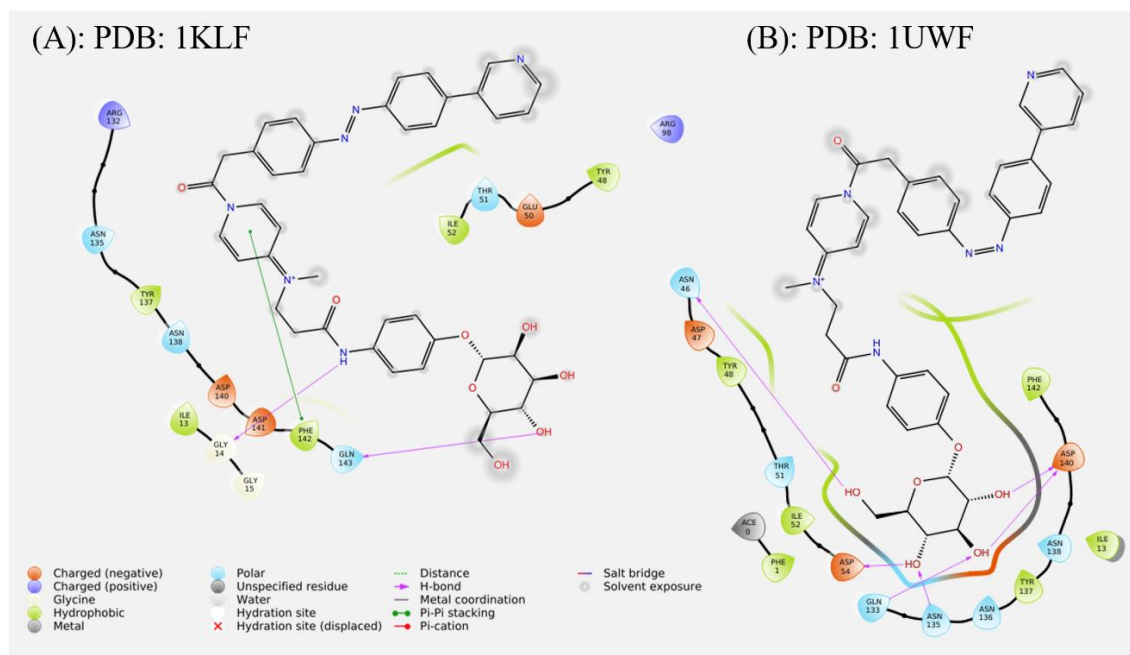 (A): PDB: 1KLF
(B): PDB: 1UWF
N
N
N
O
N
N+
O
N
H
O
O
OH
OH
OH
OH
ARG
132
ASN
135
TYR
137
ASN
138
ASP
140
ASP
141
PHE
142
GLN
143
ILE
13
GLY
14
GLY
15
ILE
52
THR
51
GLU
50
TYR
48
ARG
98
N
O
N
N
N
N+
H
N
O
O
O
HO
HO
OH
OH
ASN
46
ASP
47
TYR
48
THR
51
ILE
52
ASP
54
ACE
0
PHE
1
GLN
133
ASN
135
ASN
136
TYR
137
ASN
138
ASP
140
PHE
142
ILE
13
Charged (negative)
Charged (positive)
Glycine
Hydrophobic
Metal
Polar
Unspecified residue
Water
Hydration site
X Hydration site (displaced)
Distance
H-bond
Metal coordination
Pi-Pi stacking
Pi-cation
Salt bridge
Solvent exposure